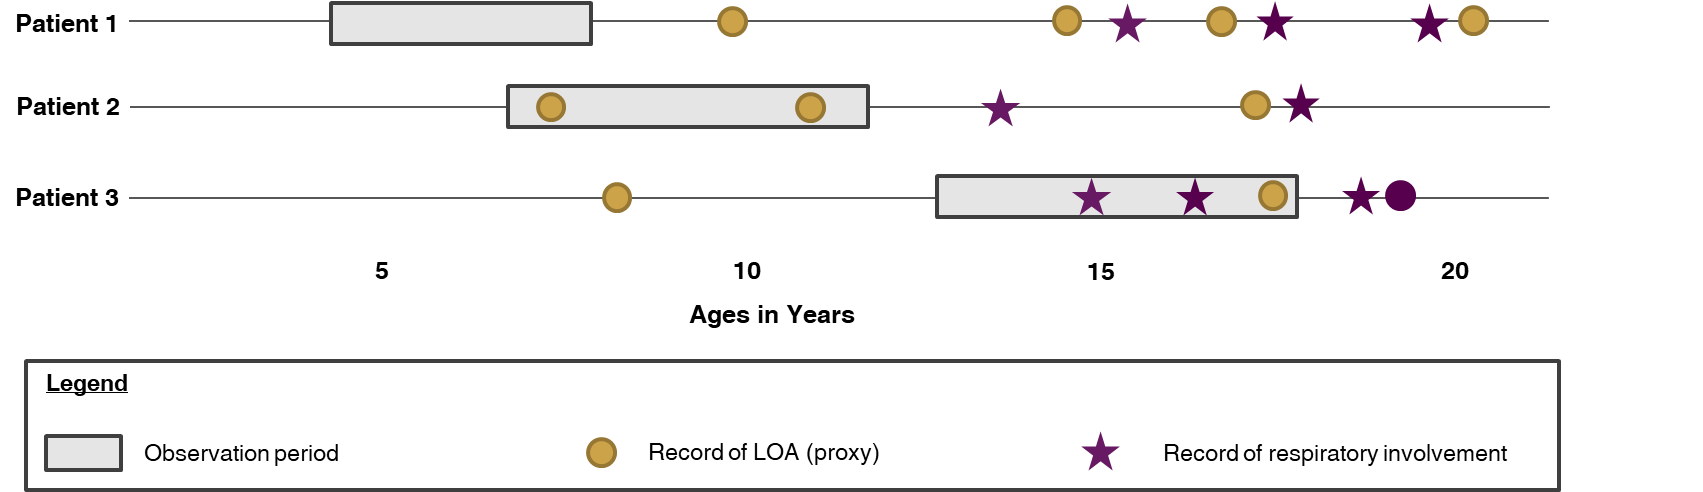 Patient 1
Patient 2
Patient 3
5 10 15 20
Ages in Years
Legend
Observation period Record of LOA (proxy) Record of respiratory involvement